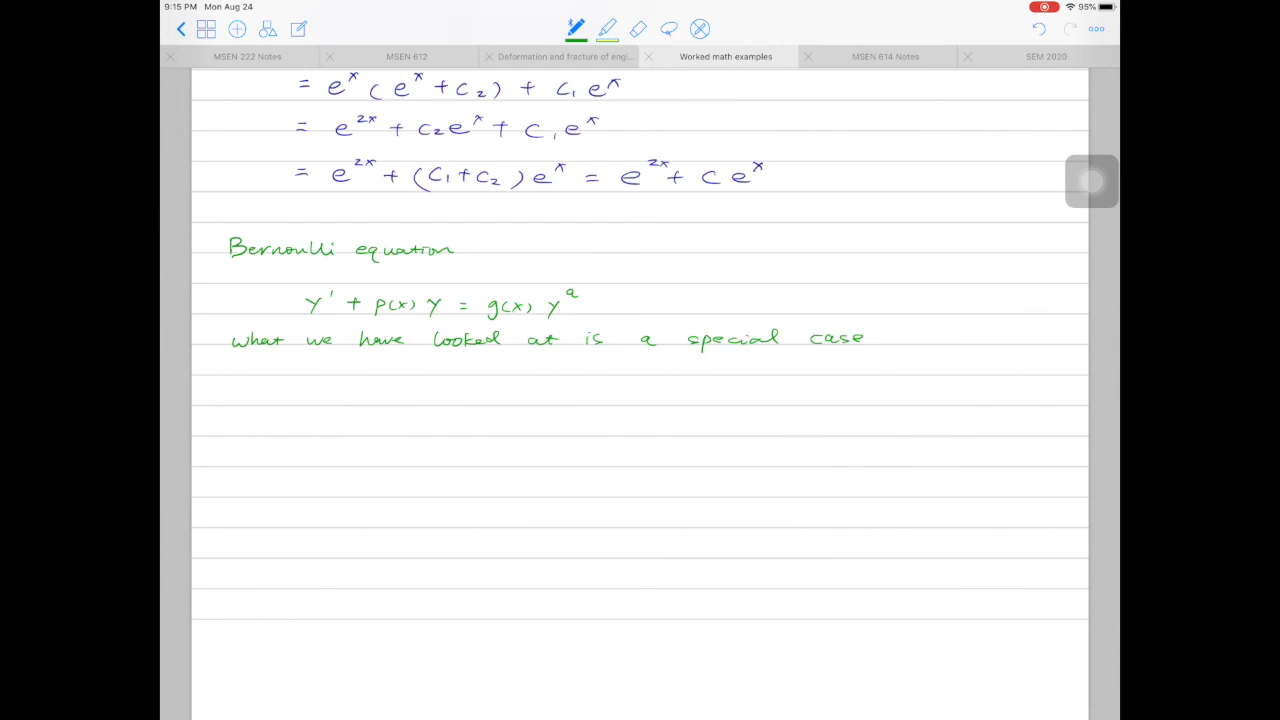 9:15 PM Mon Aug 24
95%
MSEN 222 Notes
MSEN 612
Deformation and fracture of engi...
Worked math examples
MSEN 614 Notes
SEM 2020
= e^x (e^x + c₂) + c₁ e^x
= e^{2x} + c₂e^x + c₁e^x
= e^{2x} + (c₁+c₂) e^x = e^{2x} + c e^x
Bernoulli equation
y' + p(x) y = g(x) y^a
what we have looked at is a special case